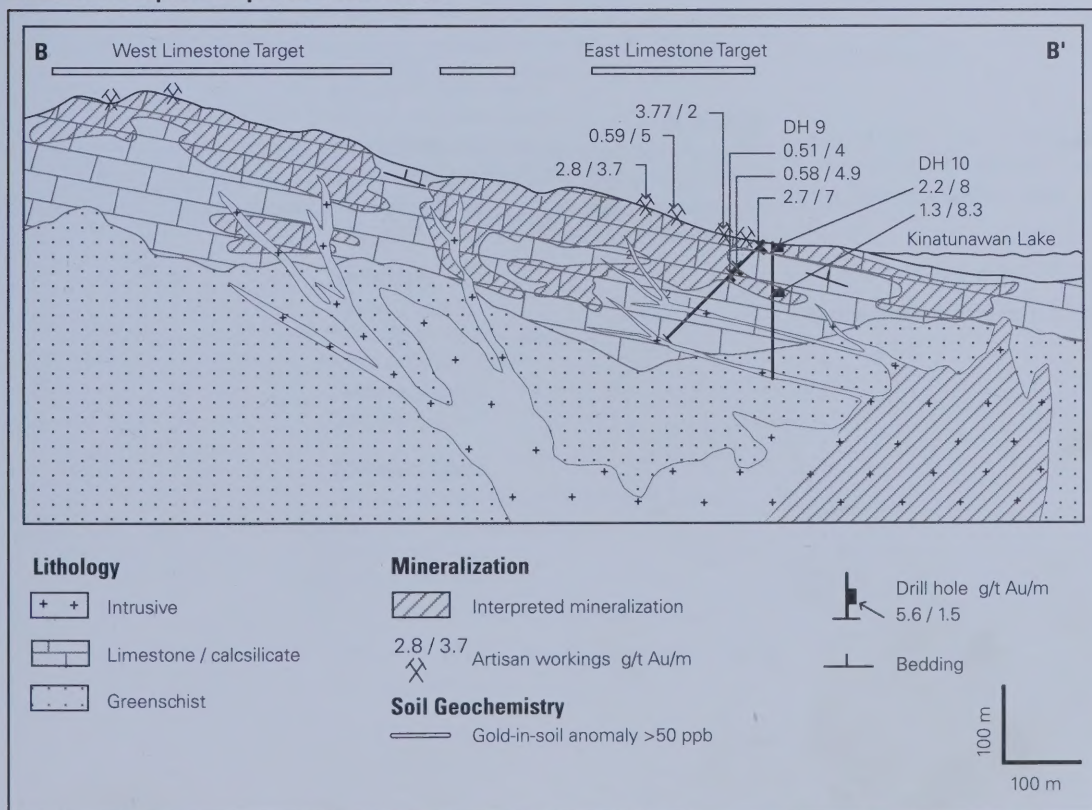 B
West Limestone Target
East Limestone Target
B'
3.77 / 2
0.59 / 5
2.8 / 3.7
DH 9
0.51 / 4
0.58 / 4.9
2.7 / 7
DH 10
2.2 / 8
1.3 / 8.3
Kinatunawan Lake
Lithology
Intrusive
Limestone / calcsilicate
Greenschist
Mineralization
Interpreted mineralization
2.8 / 3.7
Artisan workings g/t Au/m
Soil Geochemistry
Gold-in-soil anomaly >50 ppb
Drill hole g/t Au/m
5.6 / 1.5
Bedding
100 m
100 m